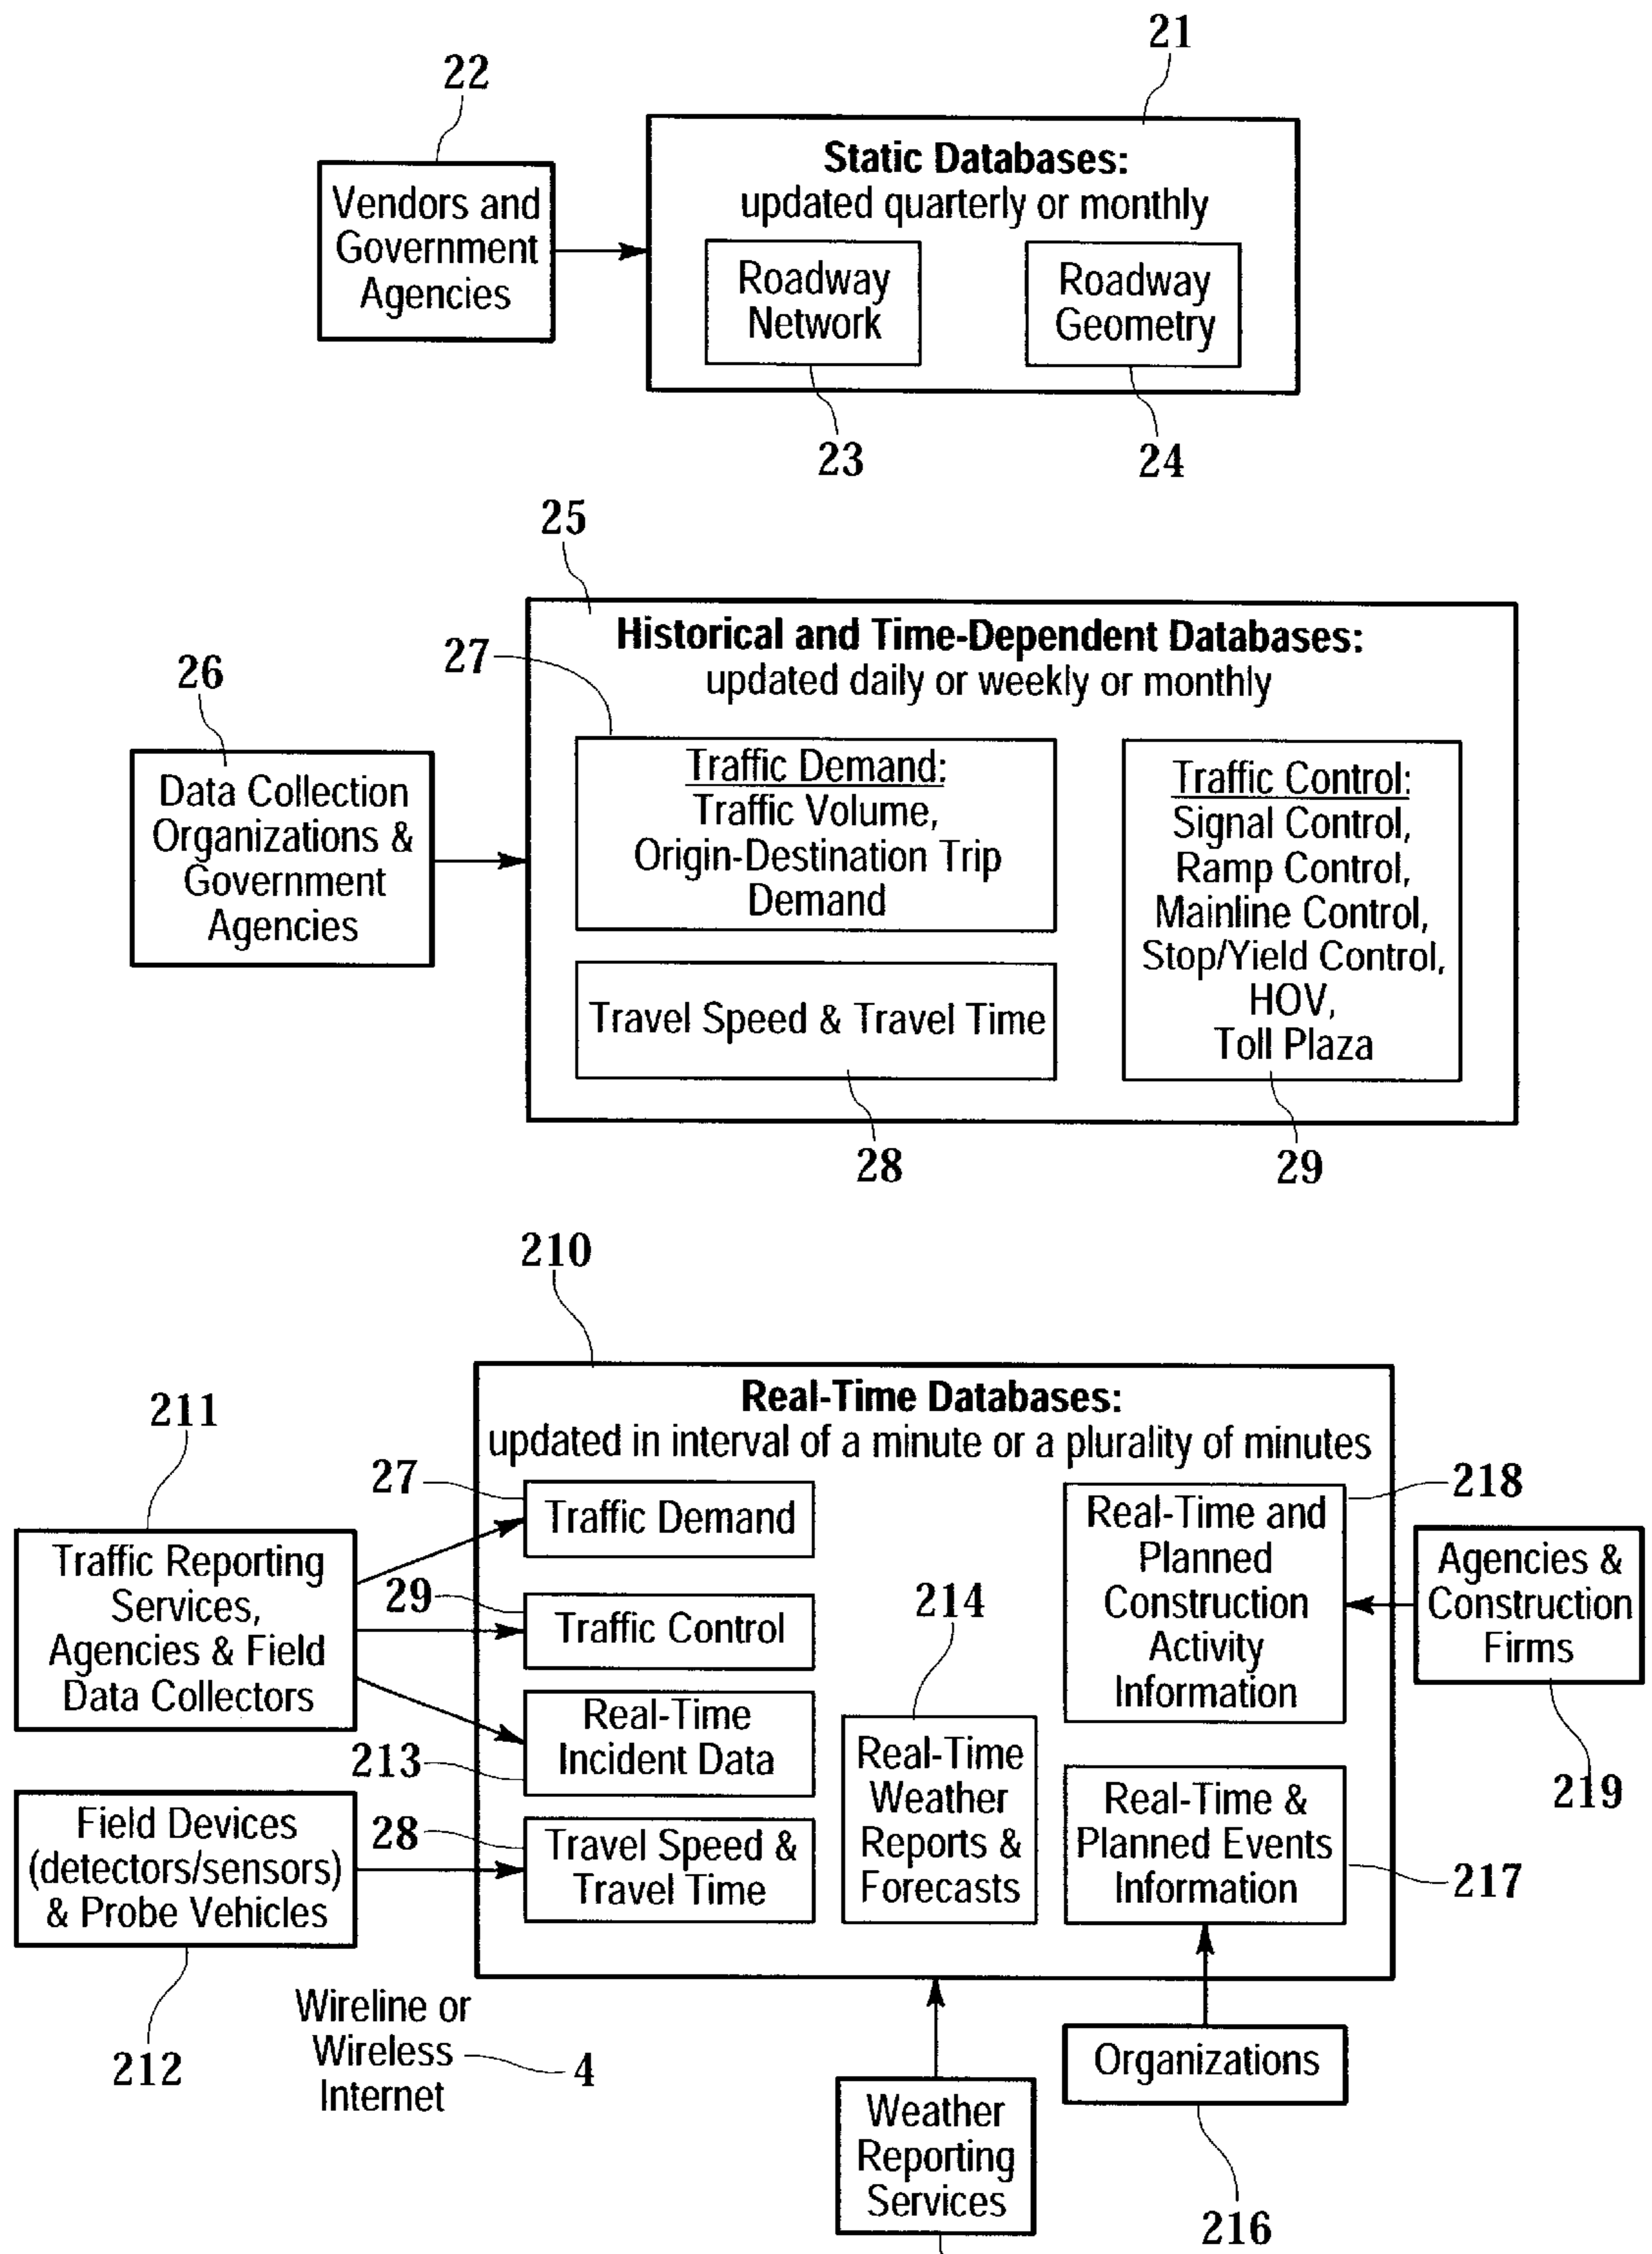 21
22
Static Databases:
updated quarterly or monthly
Vendors and
Government
Agencies
Roadway
Network
Roadway
Geometry
23
24
25
Historical and Time-Dependent Databases:
updated daily or weekly or monthly
27
26
Data Collection
Organizations &
Government
Agencies
Traffic Demand:
Traffic Volume,
Origin-Destination Trip
Demand
Traffic Control:
Signal Control,
Ramp Control,
Mainline Control,
Stop/Yield Control,
HOV,
Toll Plaza
Travel Speed & Travel Time
28
29
210
Real-Time Databases:
updated in interval of a minute or a plurality of minutes
211
Traffic Reporting
Services,
Agencies & Field
Data Collectors
27
Traffic Demand
29
Traffic Control
Real-Time
Incident Data
213
28
Travel Speed &
Travel Time
Field Devices
(detectors/sensors)
& Probe Vehicles
212
214
Real-Time
Weather
Reports &
Forecasts
218
Real-Time and
Planned
Construction
Activity
Information
Agencies &
Construction
Firms
219
Real-Time &
Planned Events
Information
217
Wireline or
Wireless
Internet
4
Organizations
216
Weather
Reporting
Services